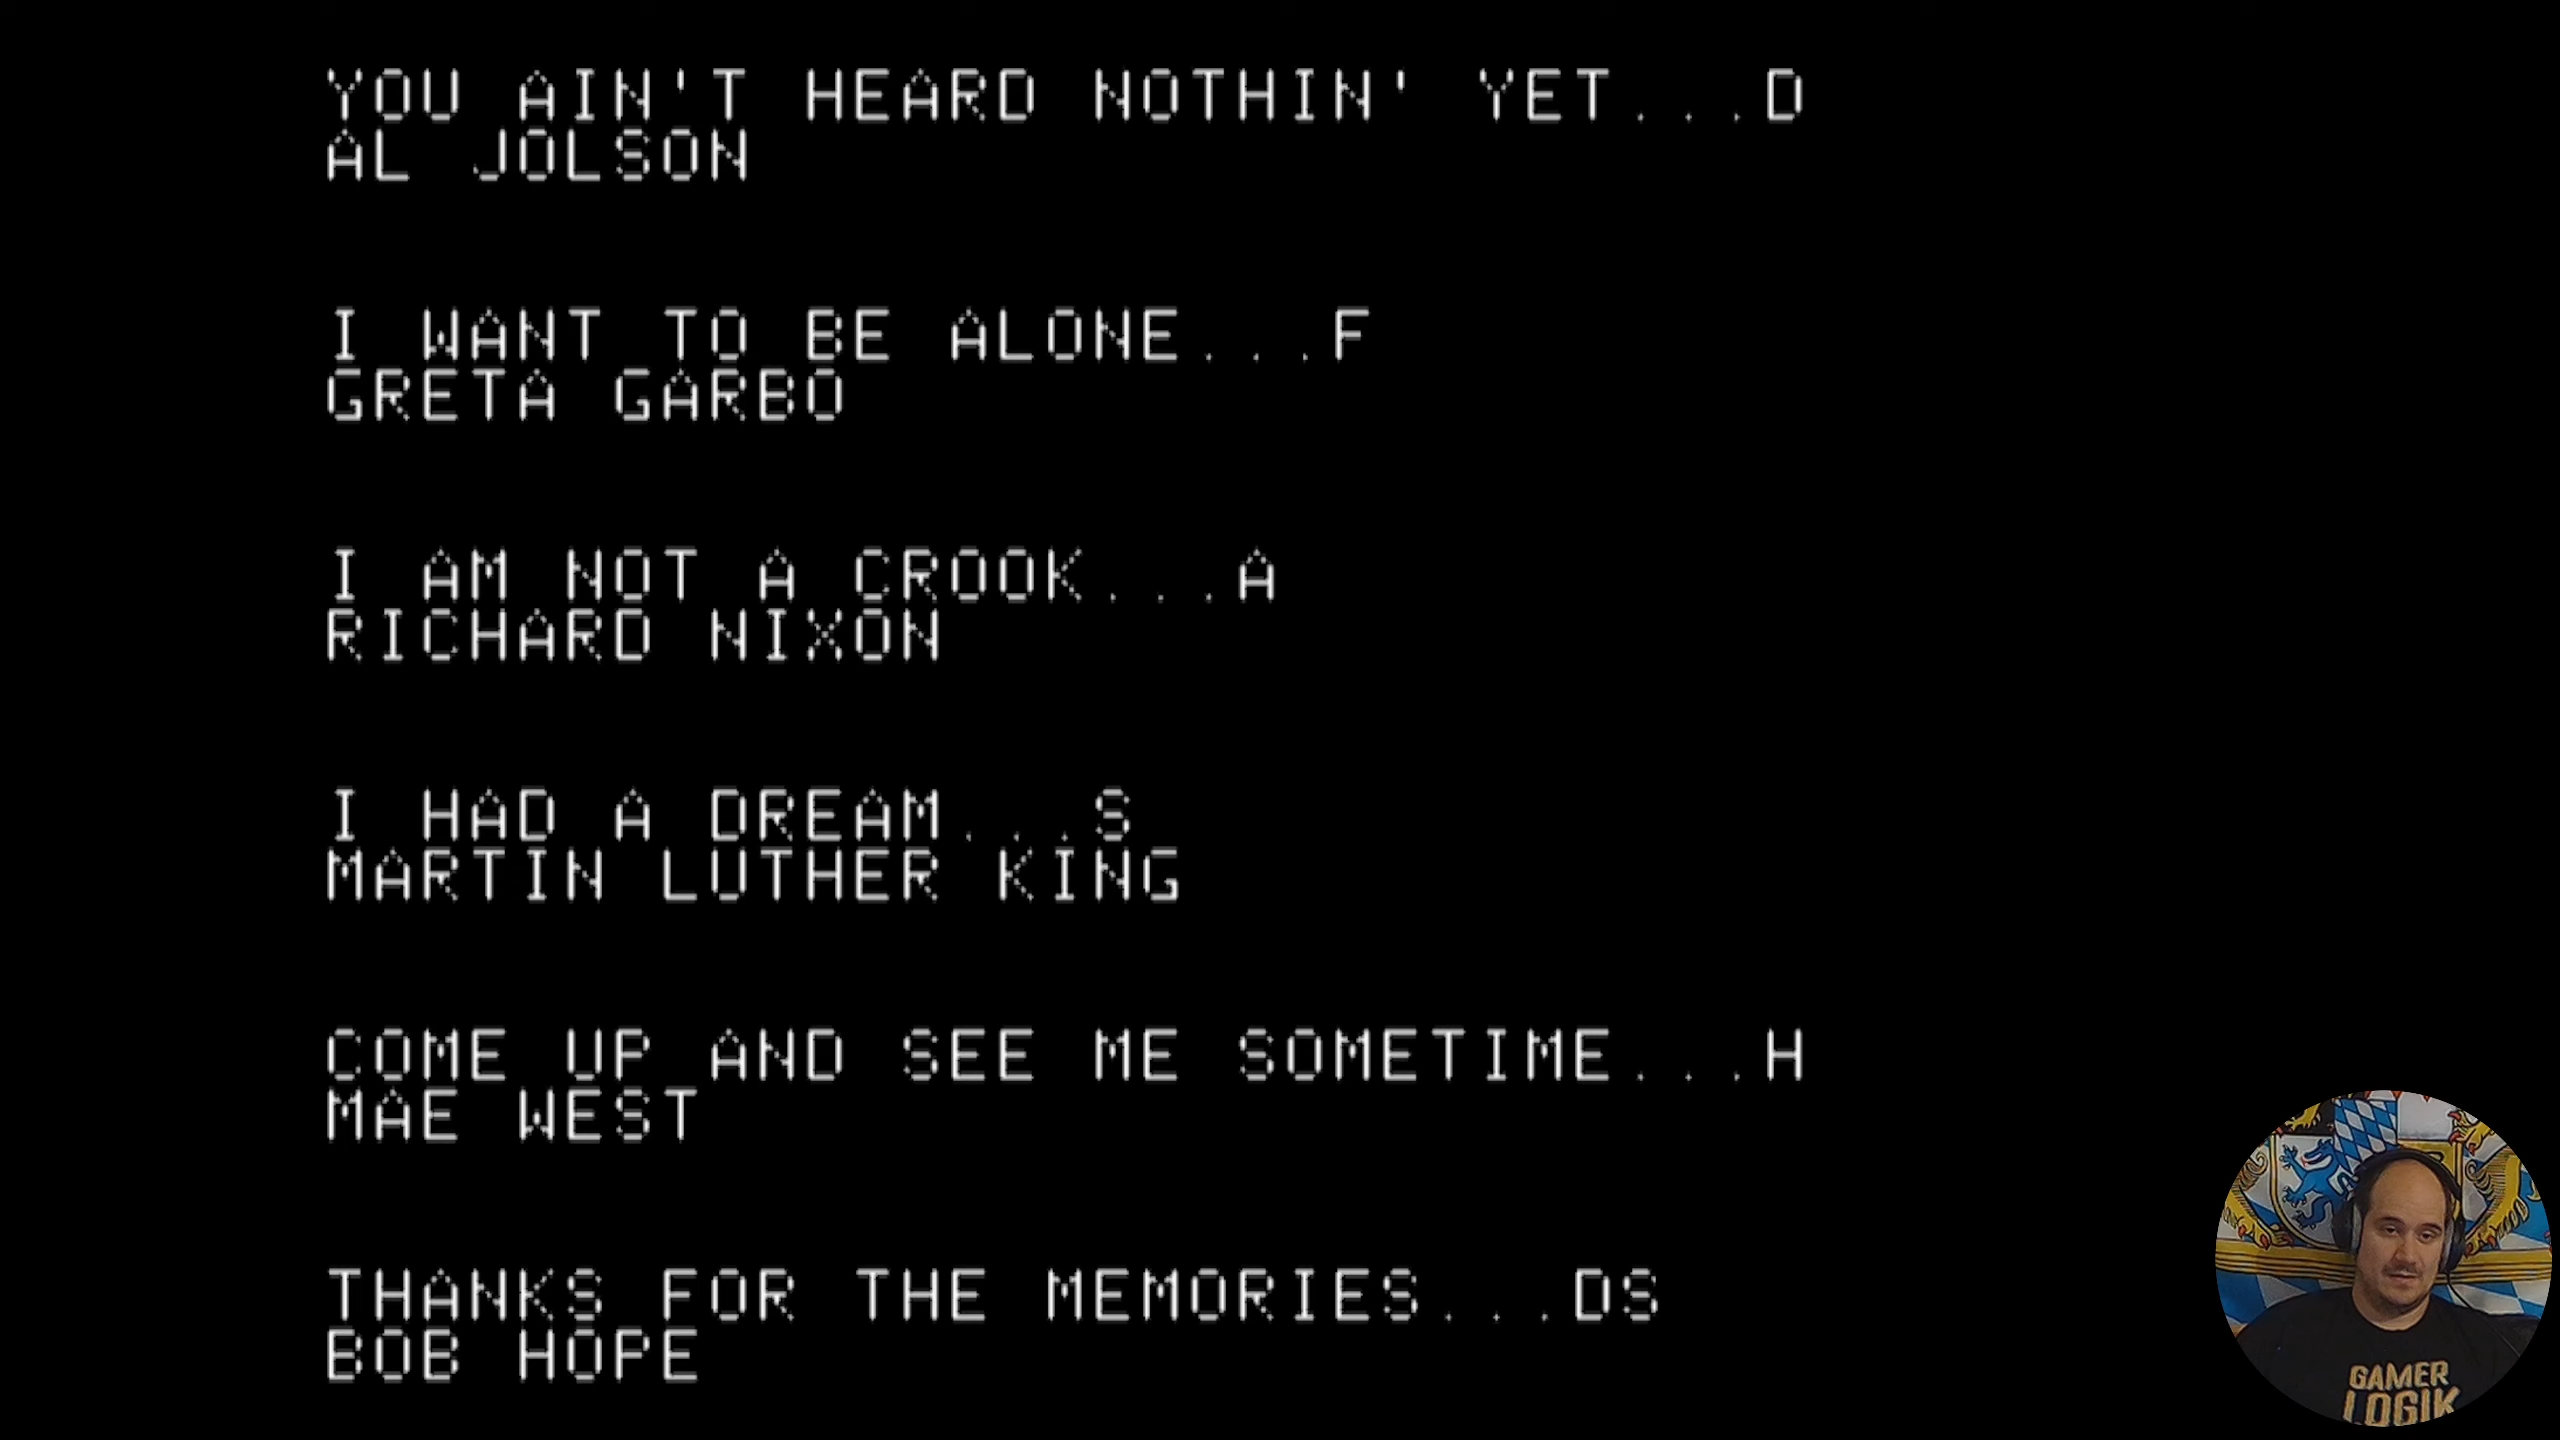 YOU AIN'T HEARD NOTHIN' YET...D
AL JOLSON
I WANT TO BE ALONE...F
GRETA GARBO
I AM NOT A CROOK...A
RICHARD NIXON
I HAD A DREAM...S
MARTIN LUTHER KING
COME UP AND SEE ME SOMETIME...H
MAE WEST
THANKS FOR THE MEMORIES...DS
BOB HOPE
GAMER
LOGIK